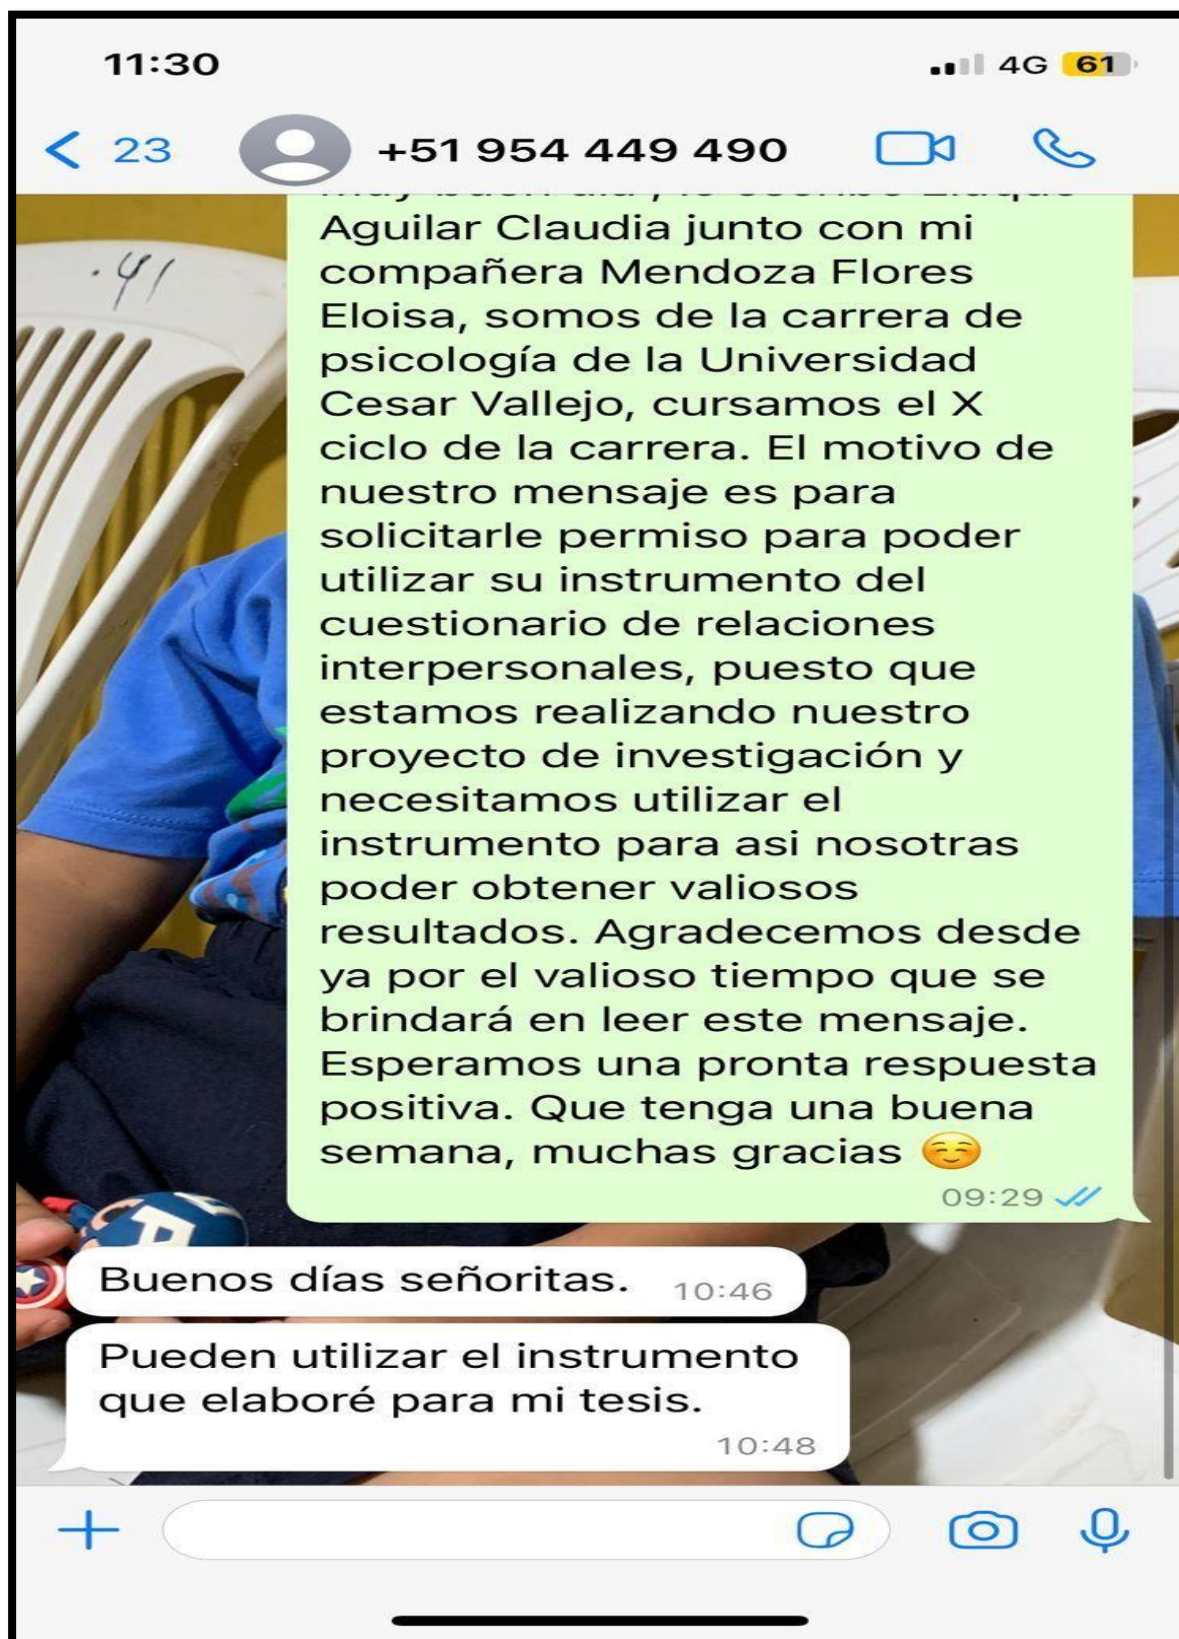 11:30
4G 61
23
+51 954 449 490
Aguilar Claudia junto con mi
compañera Mendoza Flores
Eloisa, somos de la carrera de
psicología de la Universidad
Cesar Vallejo, cursamos el X
ciclo de la carrera. El motivo de
nuestro mensaje es para
solicitarle permiso para poder
utilizar su instrumento del
cuestionario de relaciones
interpersonales, puesto que
estamos realizando nuestro
proyecto de investigación y
necesitamos utilizar el
instrumento para asi nosotras
poder obtener valiosos
resultados. Agradecemos desde
ya por el valioso tiempo que se
brindará en leer este mensaje.
Esperamos una pronta respuesta
positiva. Que tenga una buena
semana, muchas gracias ☺️
09:29
Buenos días señoritas. 10:46
Pueden utilizar el instrumento
que elaboré para mi tesis.
10:48